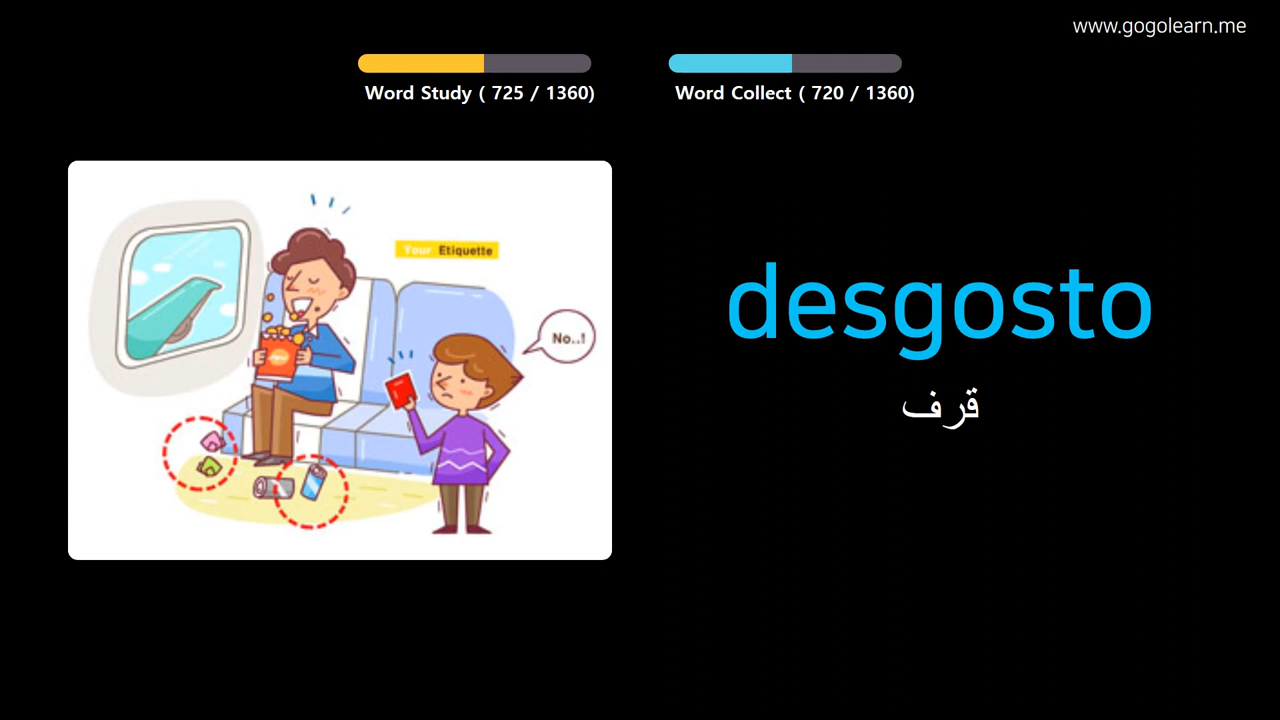 www.gogolearn.me
Word Study ( 725 / 1360)
Word Collect ( 720 / 1360)
Your Etiquette
No..!
desgosto
قرف